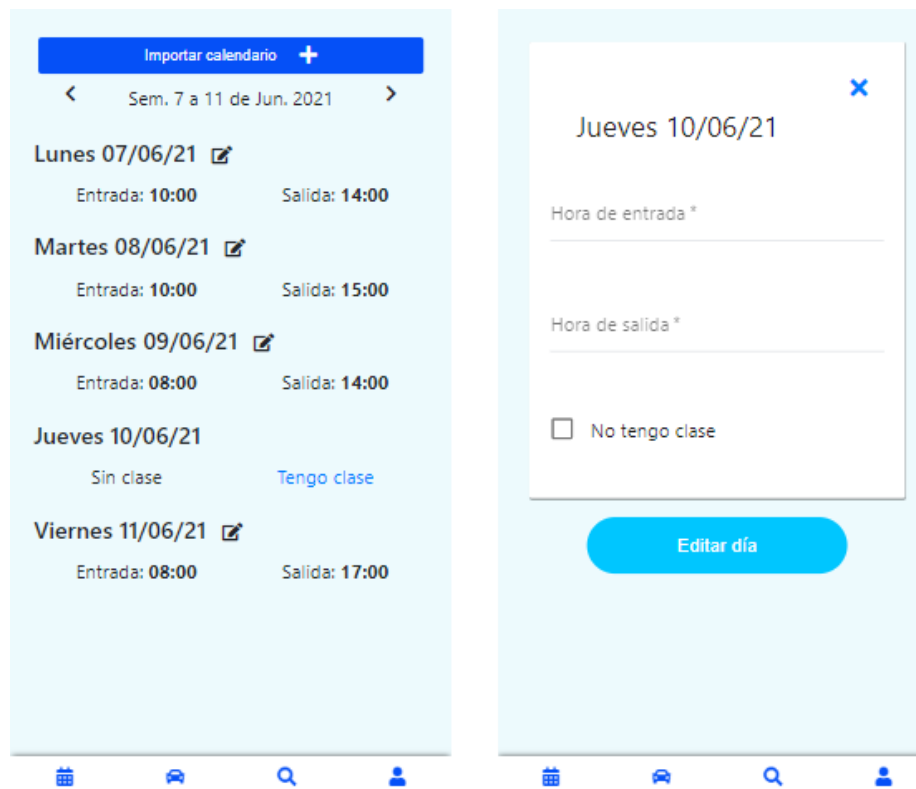 Importar calendario
Sem. 7 a 11 de Jun. 2021
Lunes 07/06/21
Entrada: 10:00 Salida: 14:00
Martes 08/06/21
Entrada: 10:00 Salida: 15:00
Miércoles 09/06/21
Entrada: 08:00 Salida: 14:00
Jueves 10/06/21
Sin clase Tengo clase
Viernes 11/06/21
Entrada: 08:00 Salida: 17:00
Jueves 10/06/21
Hora de entrada *
Hora de salida *
No tengo clase
Editar día